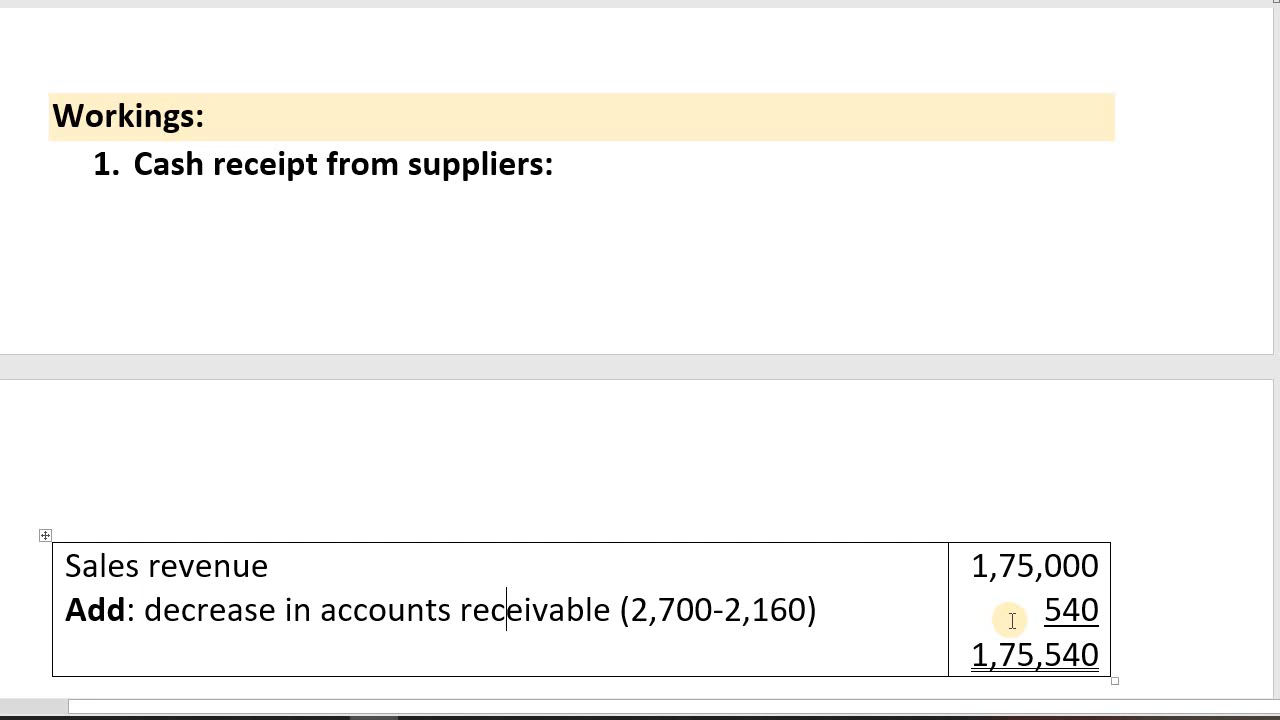 Workings:
1. Cash receipt from suppliers:
Sales revenue 1,75,000
Add: decrease in accounts receivable (2,700-2,160) 540
1,75,540